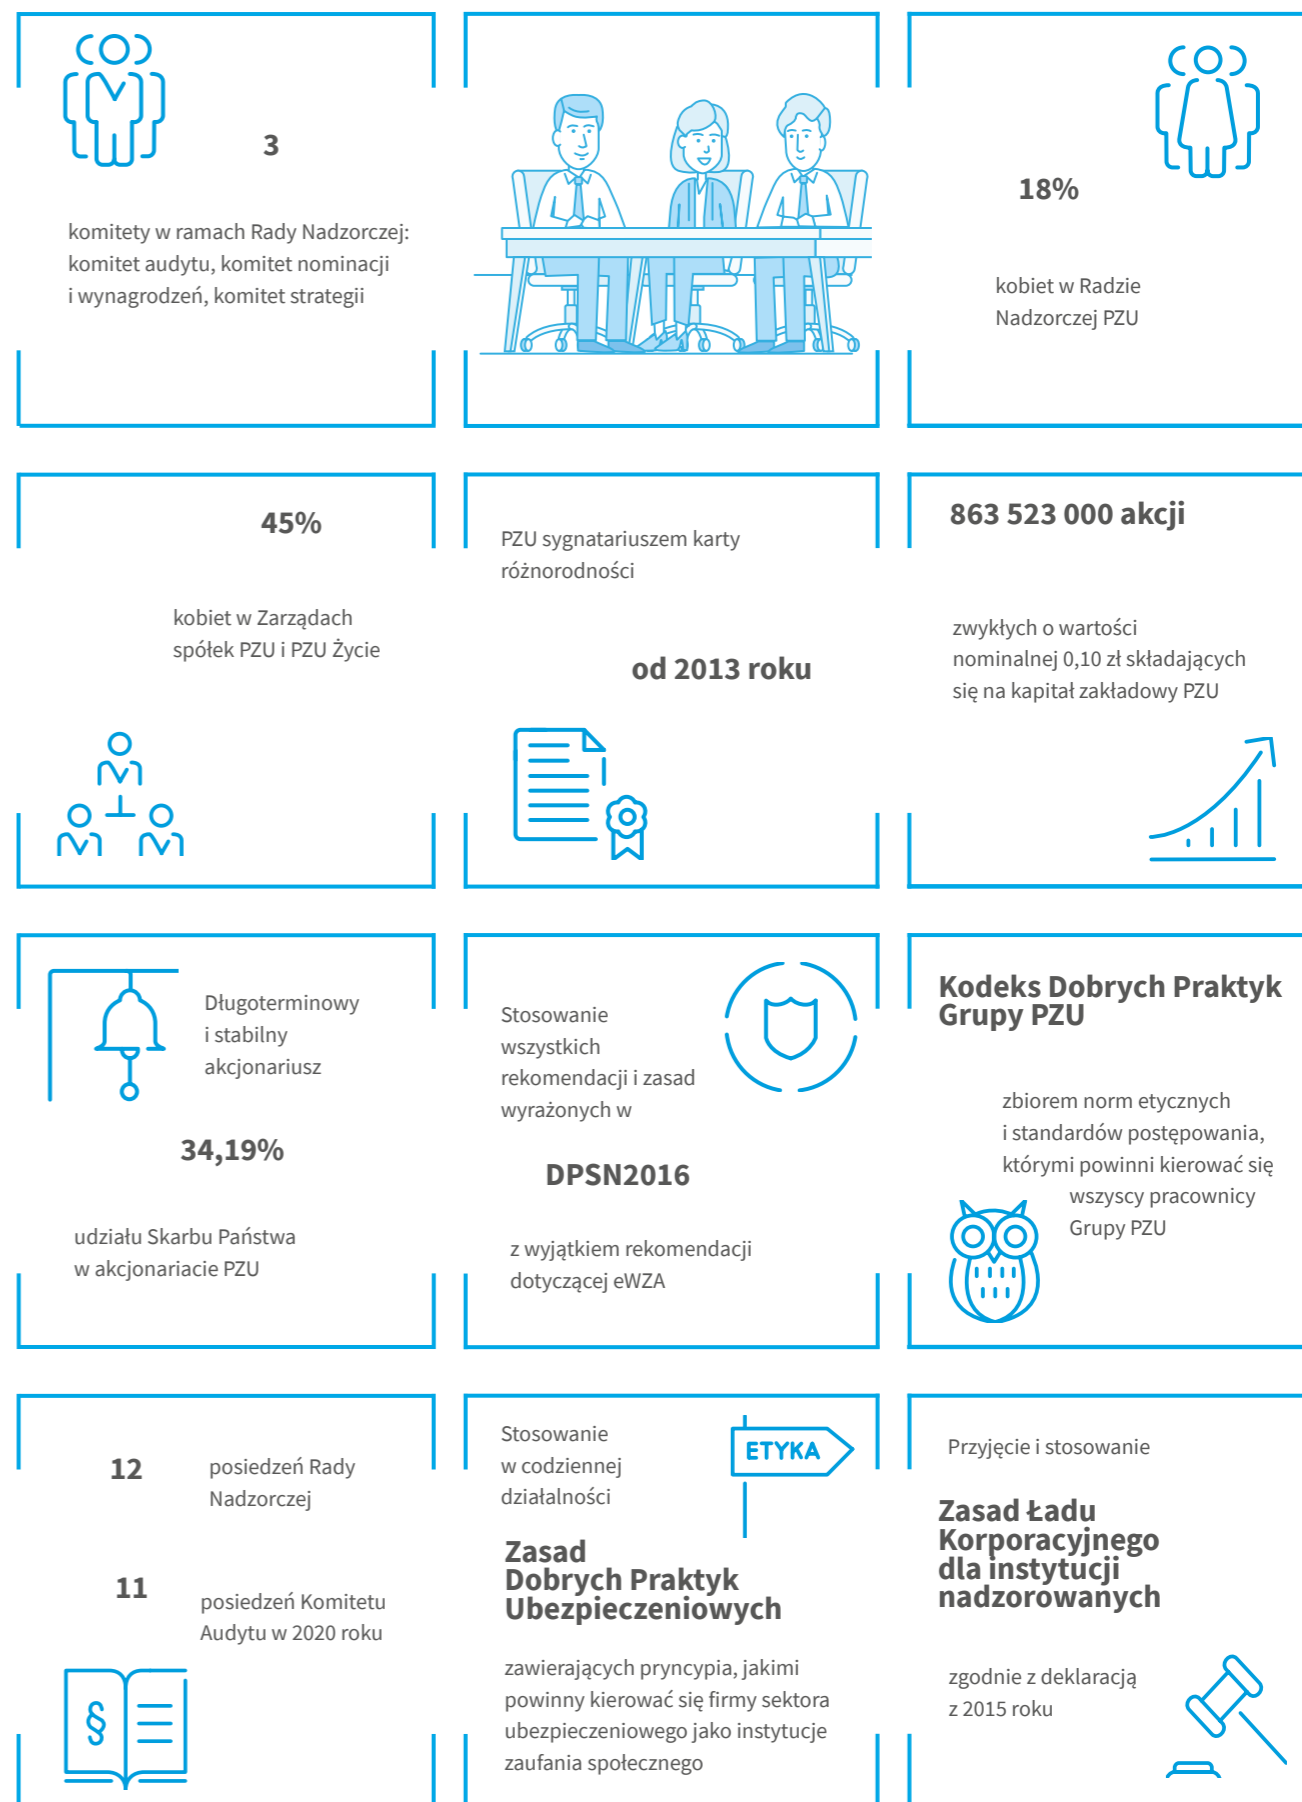 3
komitety w ramach Rady Nadzorczej:
komitet audytu, komitet nominacji
i wynagrodzeń, komitet strategii
18%
kobiet w Radzie
Nadzorczej PZU
45%
kobiet w Zarządach
spółek PZU i PZU Życie
PZU sygnatariuszem karty
różnorodności
od 2013 roku
863 523 000 akcji
zwykłych o wartości
nominalnej 0,10 zł składających
się na kapitał zakładowy PZU
Długoterminowy
i stabilny
akcjonariusz
34,19%
udziału Skarbu Państwa
w akcjonariacie PZU
Stosowanie
wszystkich
rekomendacji i zasad
wyrażonych w
DPSN2016
z wyjątkiem rekomendacji
dotyczącej eWZA
Kodeks Dobrych Praktyk
Grupy PZU
zbiorem norm etycznych
i standardów postępowania,
którymi powinni kierować się
wszyscy pracownicy
Grupy PZU
12
posiedzeń Rady
Nadzorczej
11
posiedzeń Komitetu
Audytu w 2020 roku
§
Stosowanie
w codziennej
działalności
ETYKA
Zasad
Dobrych Praktyk
Ubezpieczeniowych
zawierających pryncypia, jakimi
powinny kierować się firmy sektora
ubezpieczeniowego jako instytucje
zaufania społecznego
Przyjęcie i stosowanie
Zasad Ładu
Korporacyjnego
dla instytucji
nadzorowanych
zgodnie z deklaracją
z 2015 roku